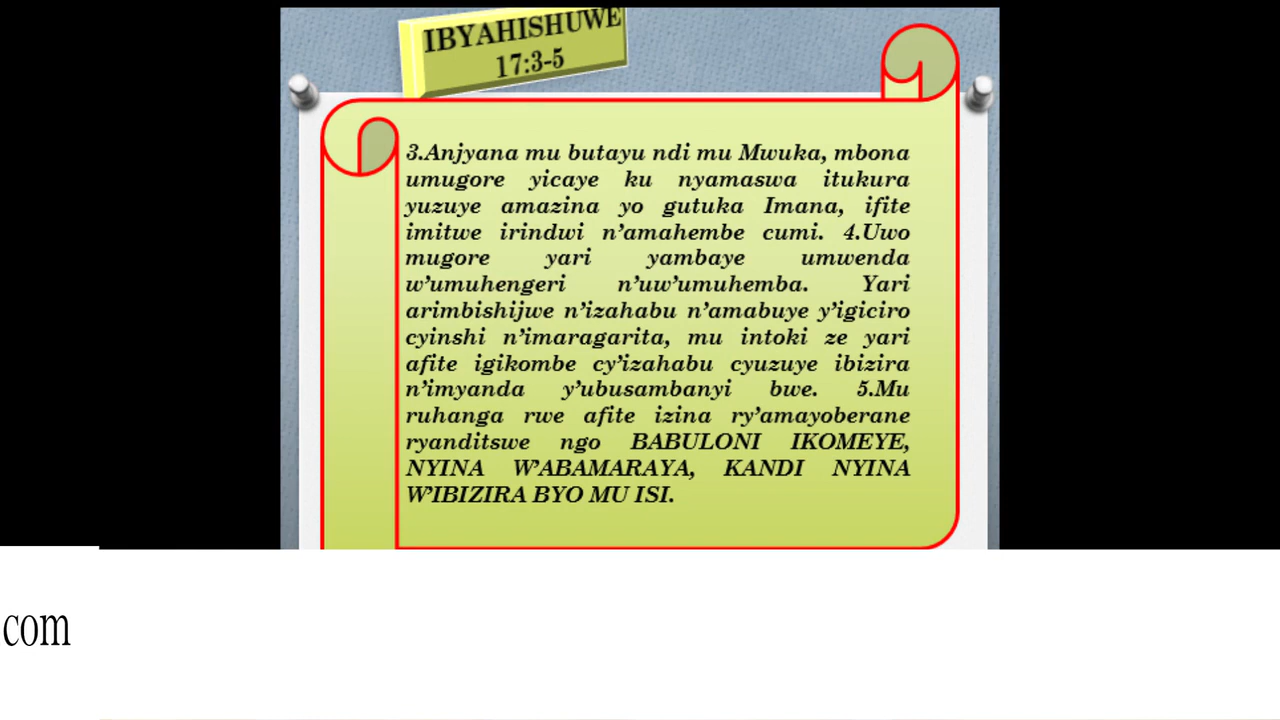 IBYAHISHUWE
17:3-5
3.Anjyana mu butayu ndi mu Mwuka, mbona
umugore yicaye ku nyamaswa itukura
yuzuye amazina yo gutuka Imana, ifite
imitwe irindwi n’amahembe cumi. 4.Uwo
mugore yari yambaye umwenda
w’umuhengeri n’uw’umuhemba. Yari
arimbishijwe n’izahabu n’amabuye y’igiciro
cyinshi n’imaragarita, mu intoki ze yari
afite igikombe cy’izahabu cyuzuye ibizira
n’imyanda y’ubusambanyi bwe. 5.Mu
ruhanga rwe afite izina ry’amayoberane
ryanditswe ngo BABULONI IKOMEYE,
NYINA W’ABAMARAYA, KANDI NYINA
W’IBIZIRA BYO MU ISI.
com